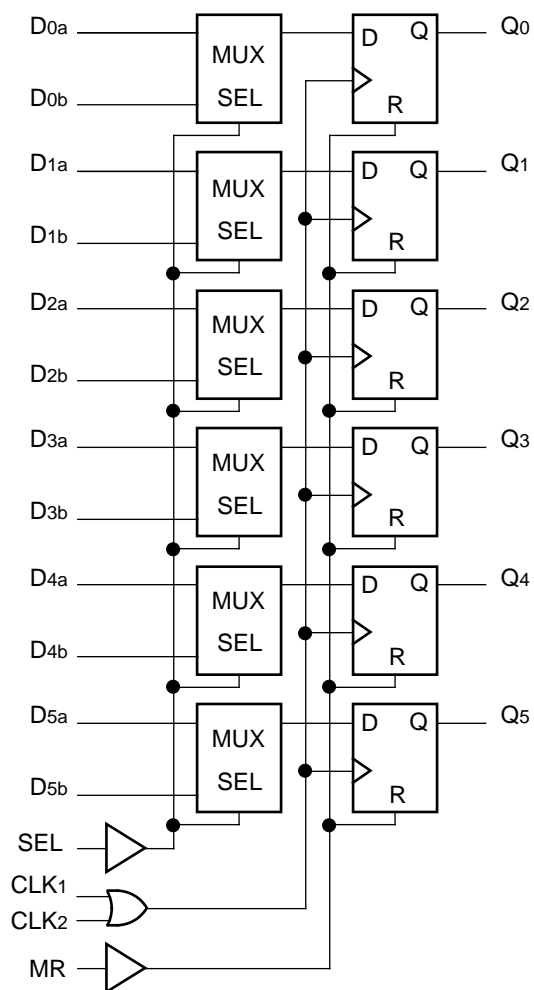 D0a MUX D Q Q0
D0b SEL R
D1a MUX D Q Q1
D1b SEL R
D2a MUX D Q Q2
D2b SEL R
D3a MUX D Q Q3
D3b SEL R
D4a MUX D Q Q4
D4b SEL R
D5a MUX D Q Q5
D5b SEL R
SEL
CLK1
CLK2
MR